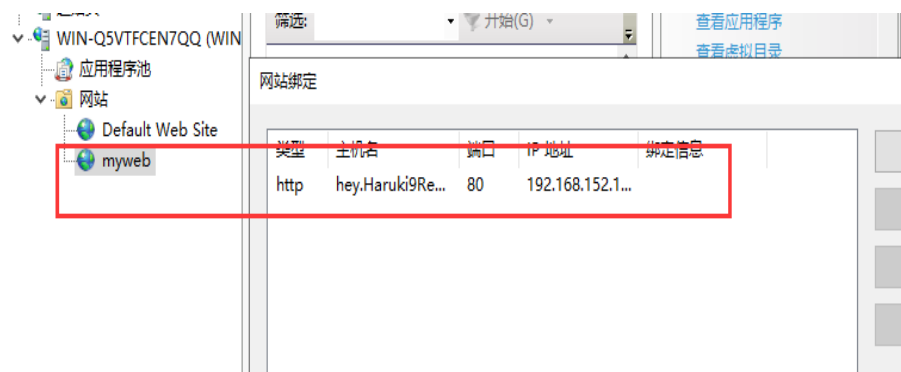 筛选:
开始(G)
查看应用程序
查看虚拟目录
WIN-Q5VTFCEN7QQ (WIN
应用程序池
网站
Default Web Site
myweb
网站绑定
类型 主机名 端口 IP 地址 绑定信息
http hey.Haruki9Re... 80 192.168.152.1...